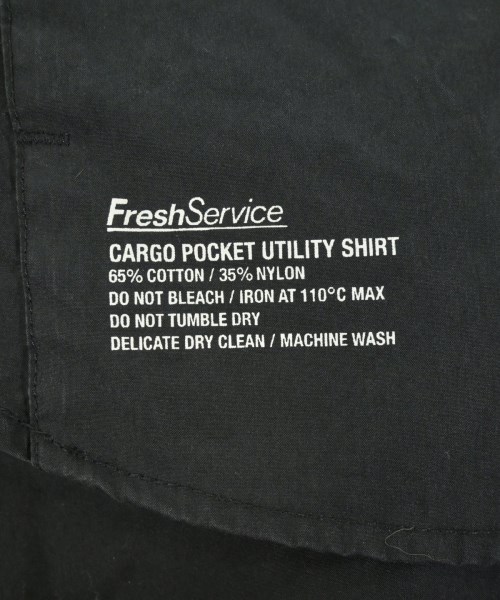 FreshService
CARGO POCKET UTILITY SHIRT
65% COTTON / 35% NYLON
DO NOT BLEACH / IRON AT 110°C MAX
DO NOT TUMBLE DRY
DELICATE DRY CLEAN / MACHINE WASH